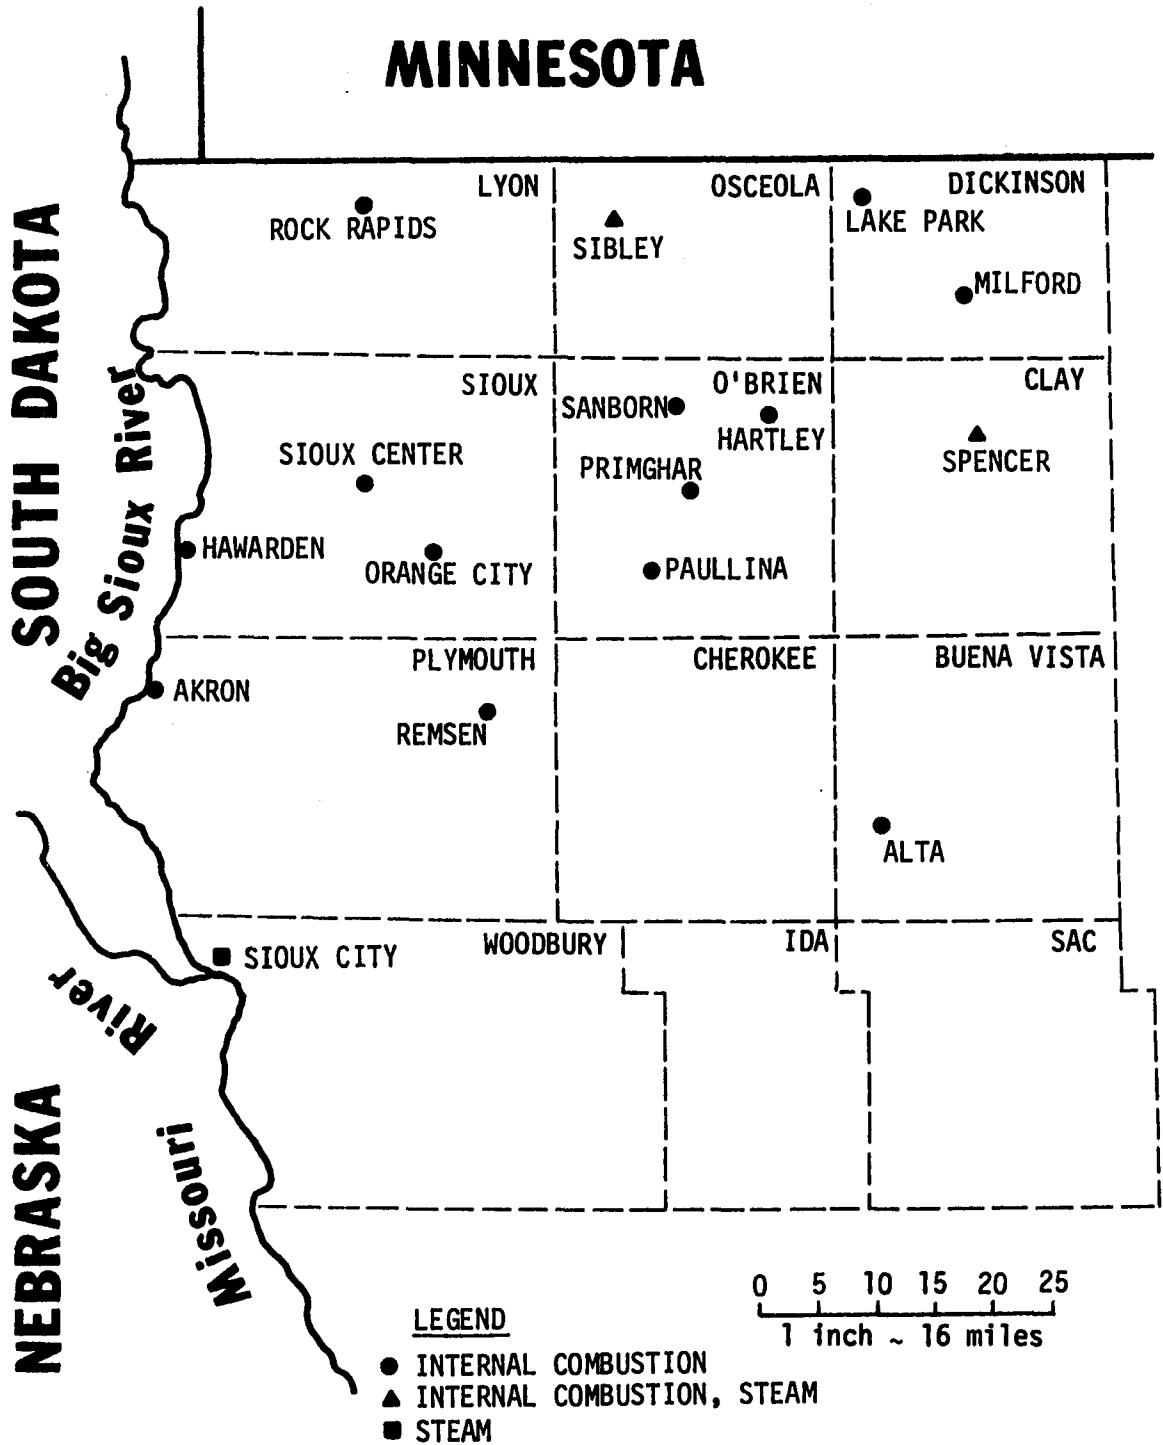 MINNESOTA
SOUTH DAKOTA
NEBRASKA
Big Sioux River
Missouri
River
LYON
OSCEOLA
DICKINSON
ROCK RAPIDS
SIBLEY
LAKE PARK
MILFORD
SIOUX
O'BRIEN
CLAY
SANBORN
HARTLEY
SIOUX CENTER
PRIMGHAR
SPENCER
HAWARDEN
ORANGE CITY
PAULLINA
PLYMOUTH
CHEROKEE
BUENA VISTA
AKRON
REMSEN
ALTA
SIOUX CITY
WOODBURY
IDA
SAC
0 5 10 15 20 25
1 inch ~ 16 miles
LEGEND
INTERNAL COMBUSTION
INTERNAL COMBUSTION, STEAM
STEAM